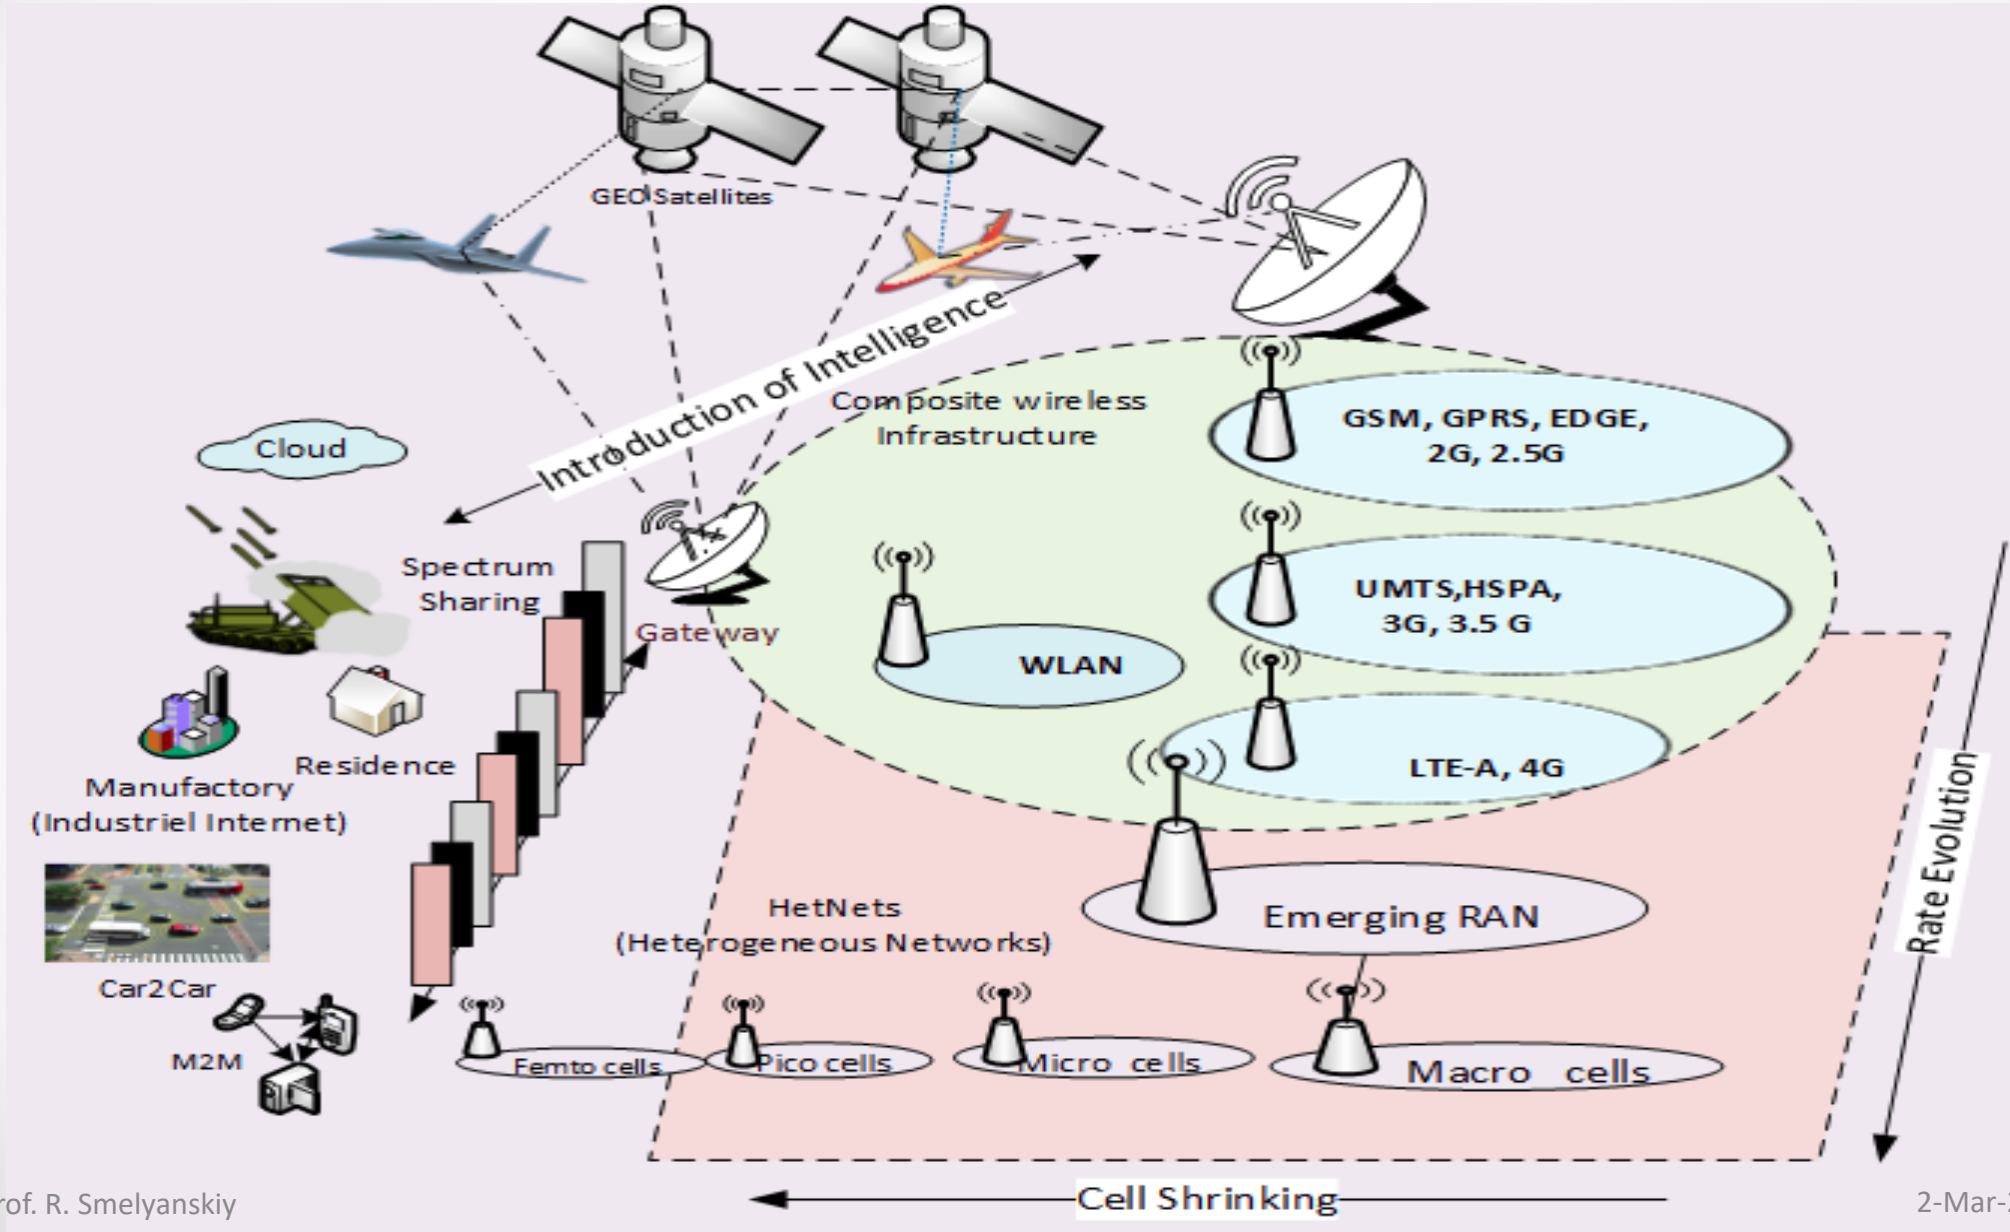 GEO Satellites
Introduction of Intelligence
Composite wireless
Infrastructure
GSM, GPRS, EDGE,
2G, 2.5G
Cloud
Spectrum
Sharing
Gateway
UMTS,HSPA,
3G, 3.5 G
WLAN
LTE-A, 4G
Residence
Manufactory
(Industriel Internet)
Rate Evolution
HetNets
(Heterogeneous Networks)
Emerging RAN
Car2Car
M2M
Femto cells
Pico cells
Micro cells
Macro cells
Cell Shrinking
R. Smelyanskiy
2-Mar-